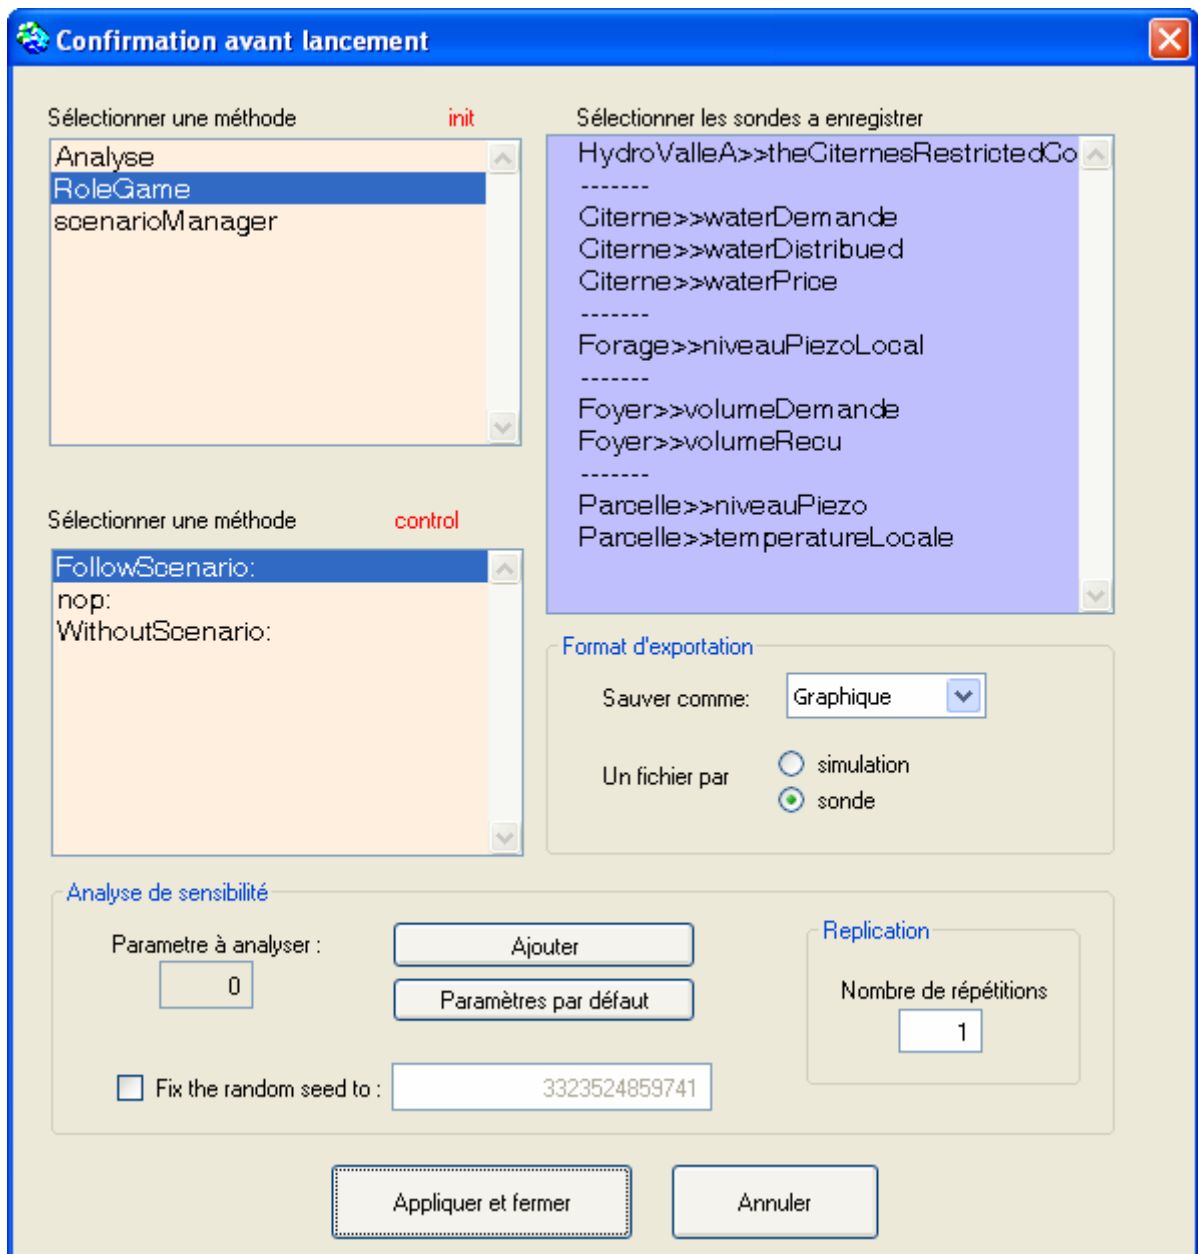 Confirmation avant lancement
Sélectionner une méthode init
Analyse
RoleGame
scenarioManager
Sélectionner les sondes a enregistrer
HydroValleA>>theCiternesRestrictedCo
-------
Citerne>>waterDemande
Citerne>>waterDistribued
Citerne>>waterPrice
-------
Forage>>niveauPiezoLocal
-------
Foyer>>volumeDemande
Foyer>>volumeRecu
-------
Parcelle>>niveauPiezo
Parcelle>>temperatureLocale
Sélectionner une méthode control
FollowScenario:
nop:
WithoutScenario:
Format d'exportation
Sauver comme: Graphique
Un fichier par
simulation
sonde
Analyse de sensibilité
Parametre à analyser :
0
Ajouter
Paramètres par défaut
Fix the random seed to : 3323524859741
Replication
Nombre de répétitions
1
Appliquer et fermer
Annuler